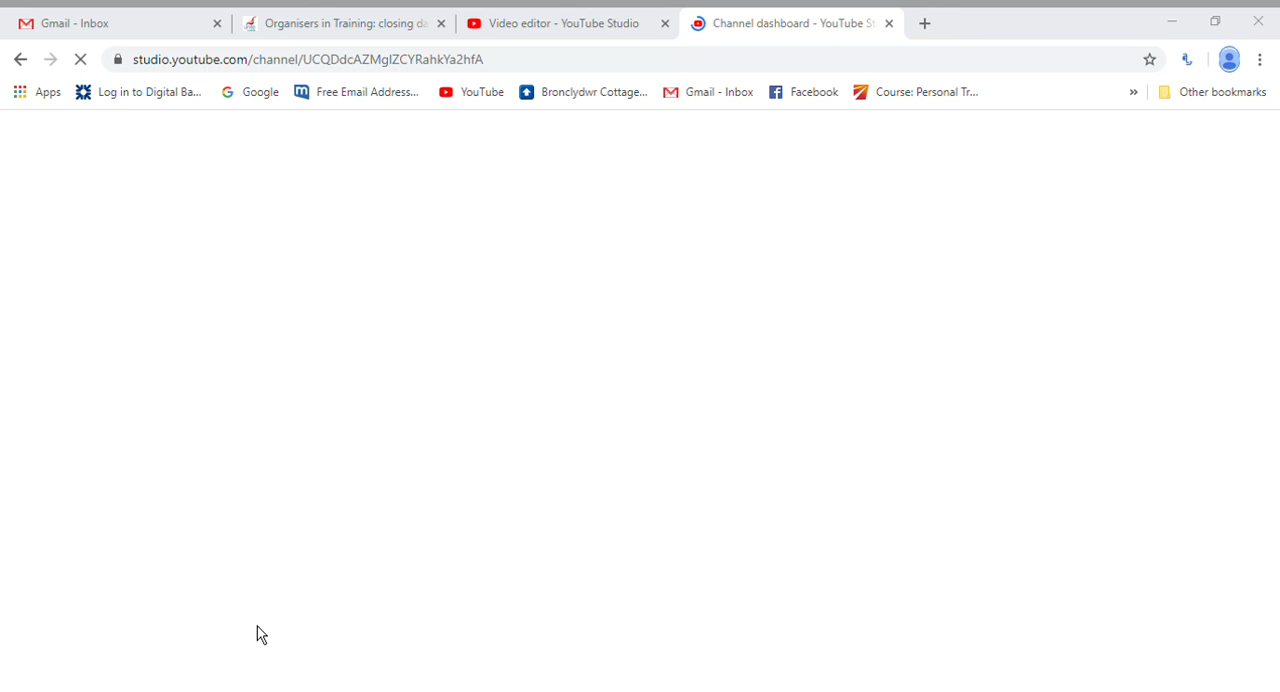 Gmail - Inbox
Organisers in Training: closing da
Video editor - YouTube Studio
Channel dashboard - YouTube St
studio.youtube.com/channel/UCQDdcAZMglZCYRahkYa2hfA
Apps
Log in to Digital Ba...
Google
Free Email Address...
YouTube
Bronclydwr Cottage...
Gmail - Inbox
Facebook
Course: Personal Tr...
»
Other bookmarks